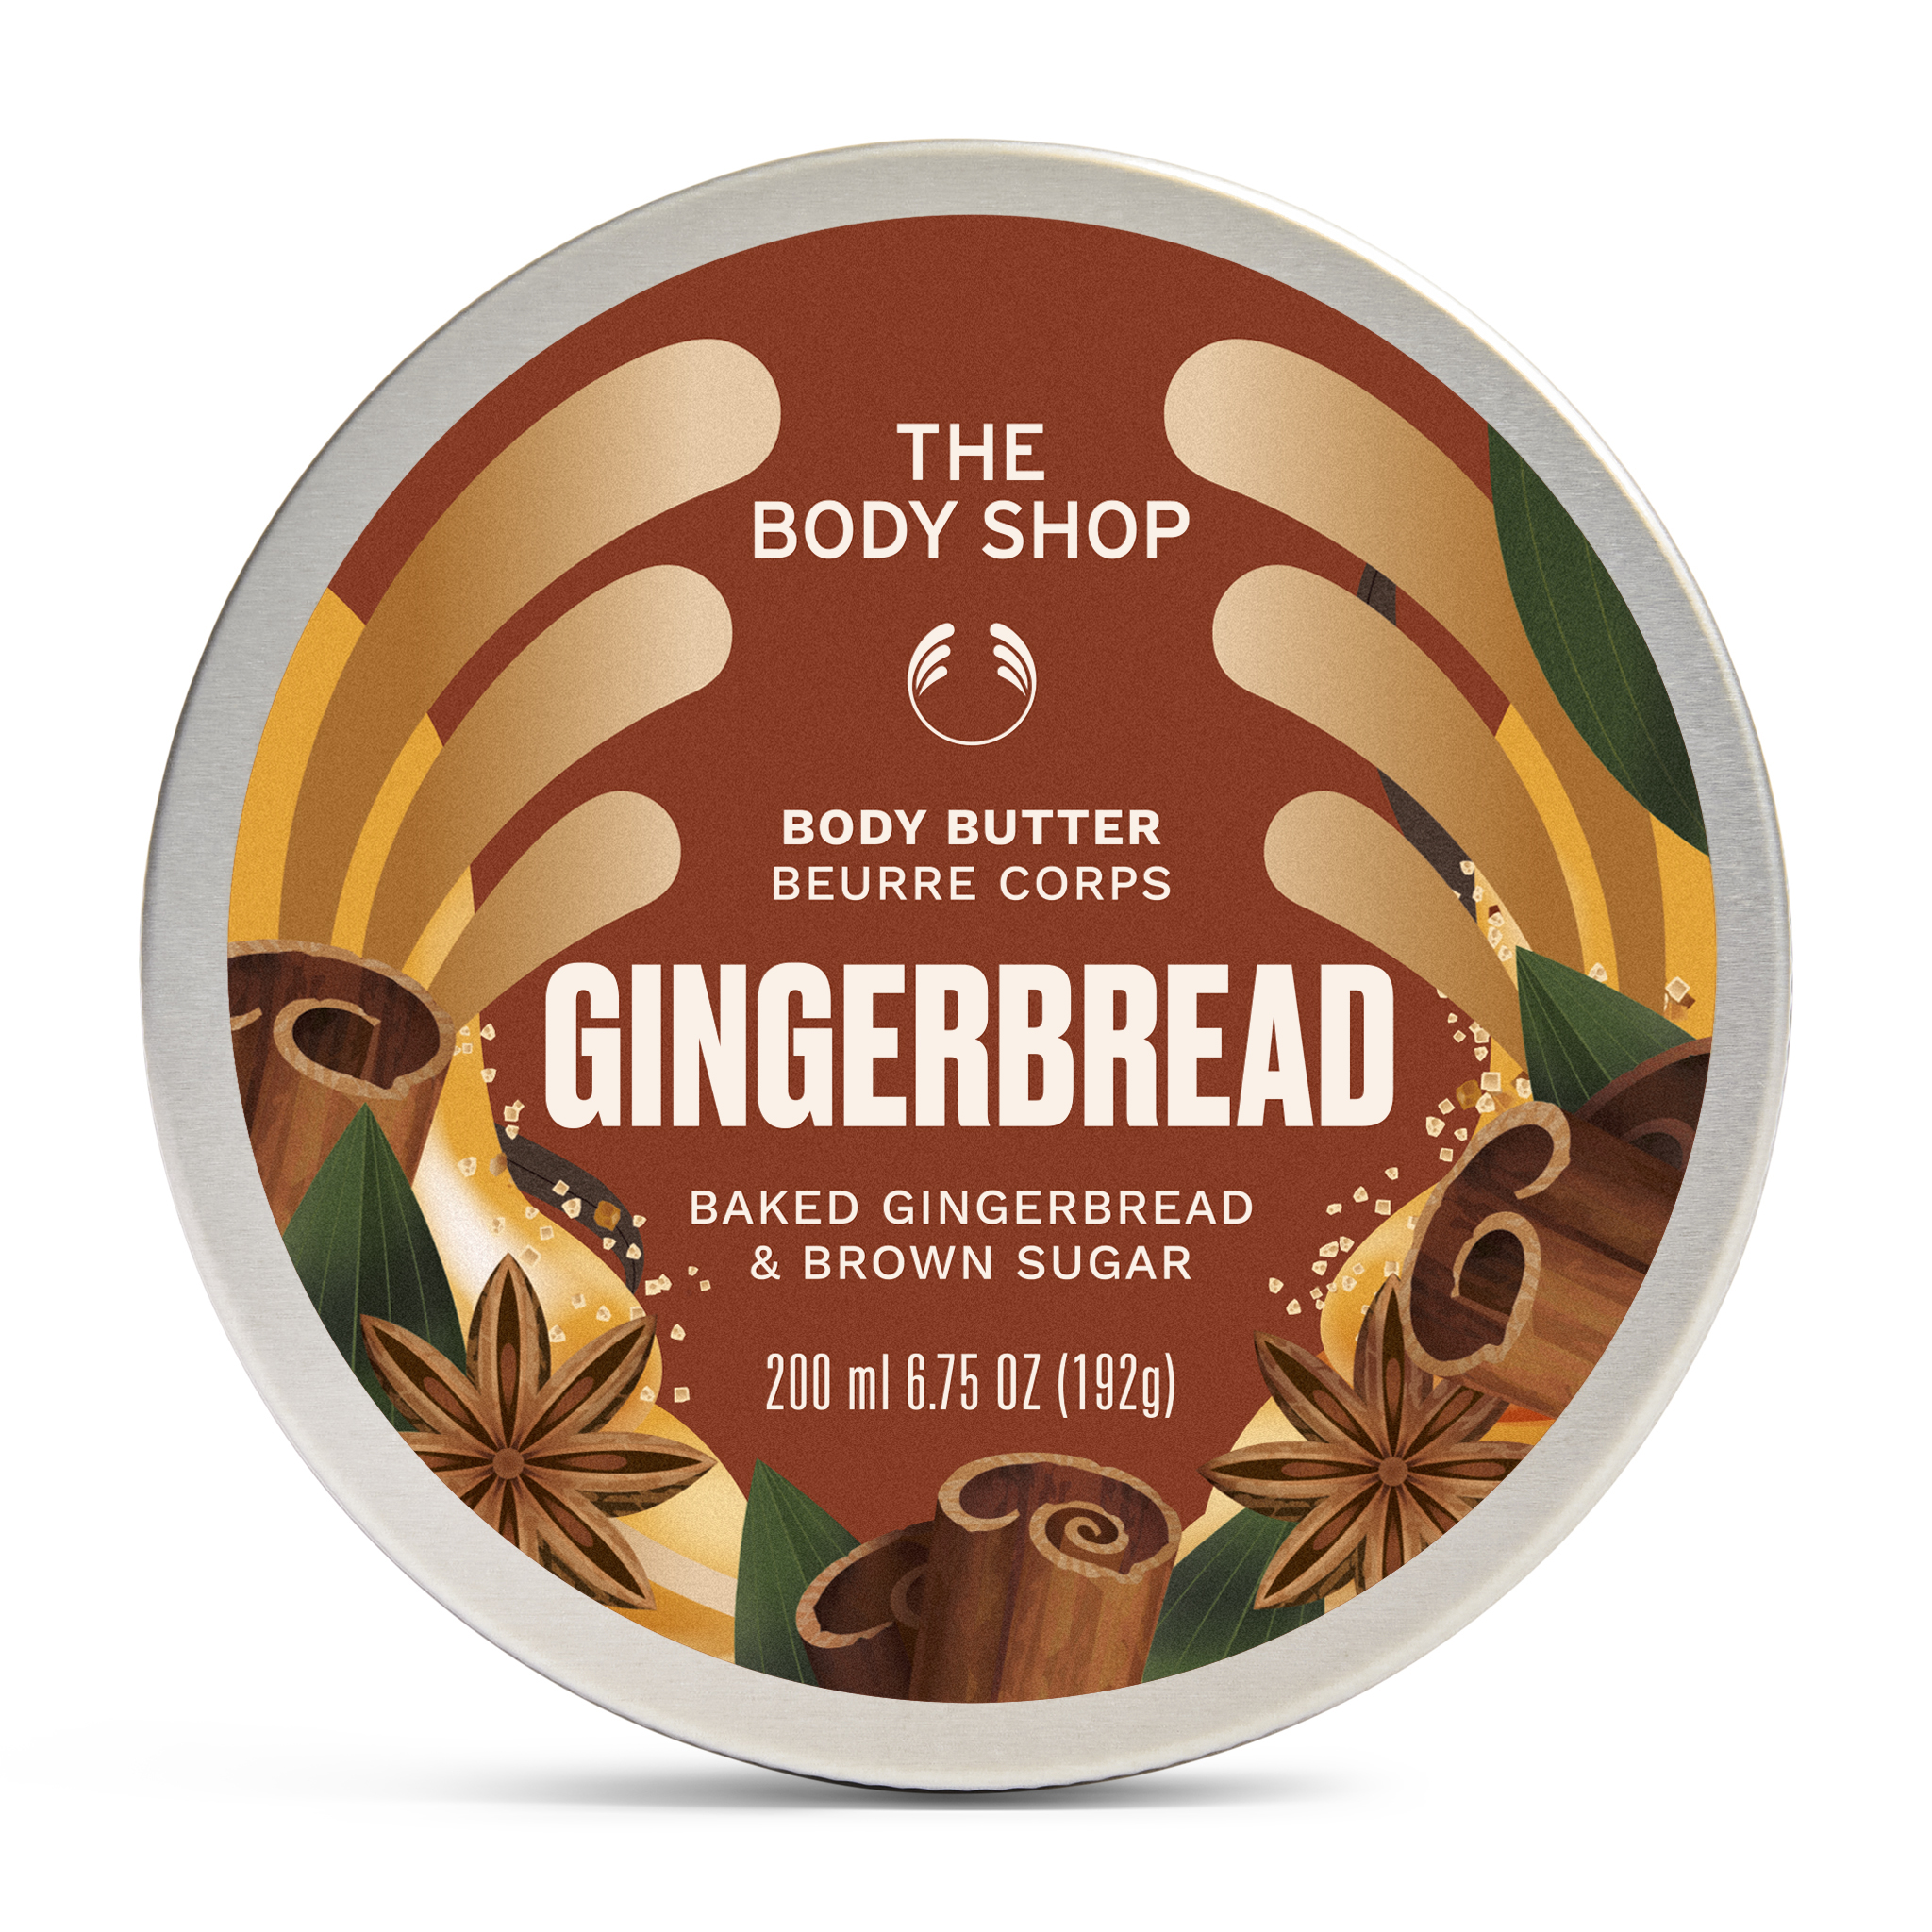 THE
BODY SHOP
BODY BUTTER
BEURRE CORPS
GINGERBREAD
BAKED GINGERBREAD
& BROWN SUGAR
200 ml 6.75 OZ (192g)